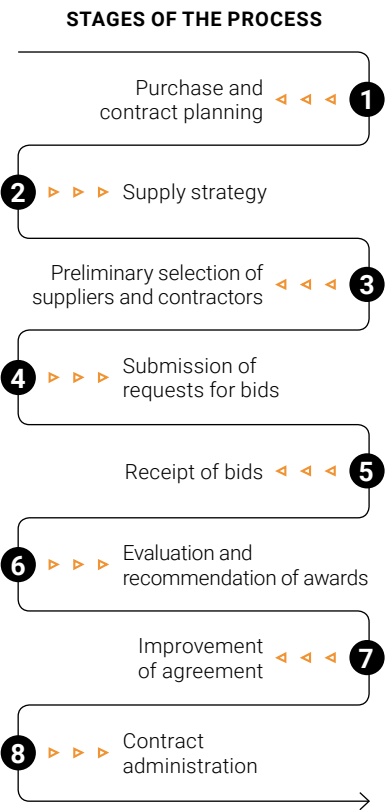 STAGES OF THE PROCESS
Purchase and
contract planning
1
2
Supply strategy
Preliminary selection of
suppliers and contractors
3
4
Submission of
requests for bids
Receipt of bids
5
6
Evaluation and
recommendation of awards
Improvement
of agreement
7
8
Contract
administration